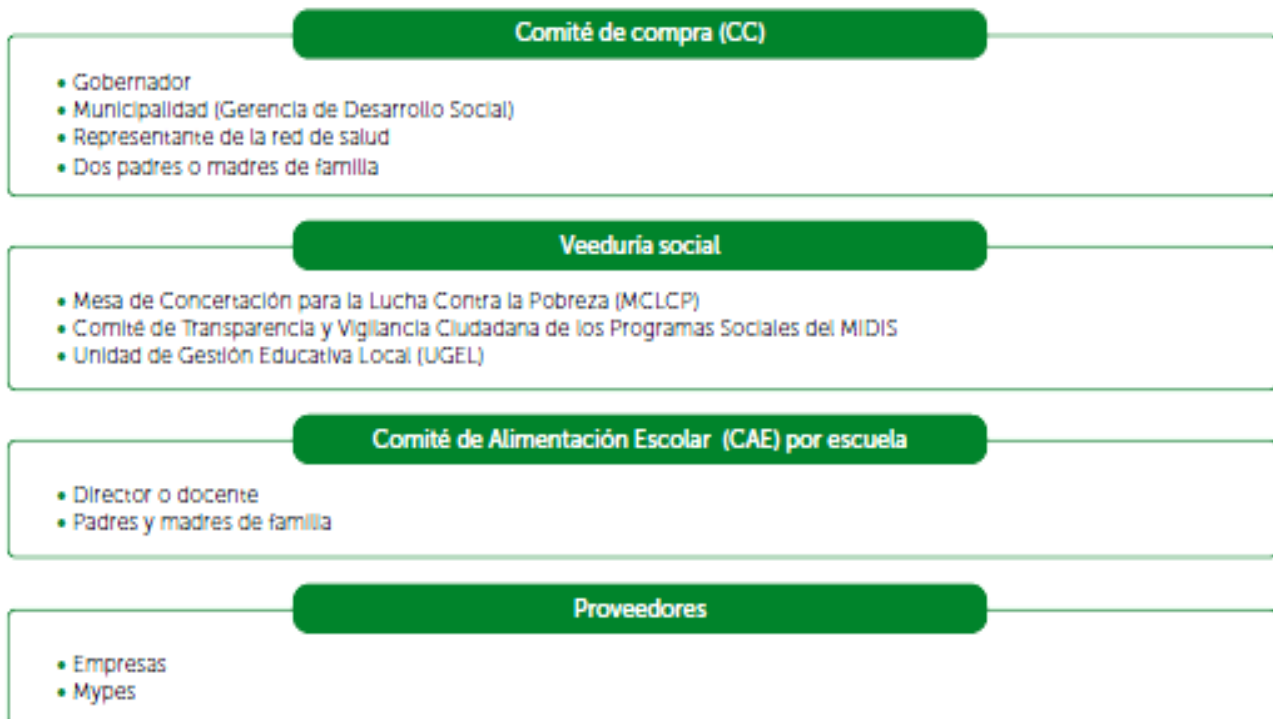 Comité de compra (CC)
• Gobernador
• Municipalidad (Gerencia de Desarrollo Social)
• Representante de la red de salud
• Dos padres o madres de familia
Veeduría social
• Mesa de Concertación para la Lucha Contra la Pobreza (MCLCP)
• Comité de Transparencia y Vigilancia Ciudadana de los Programas Sociales del MIDIS
• Unidad de Gestión Educativa Local (UGEL)
Comité de Alimentación Escolar (CAE) por escuela
• Director o docente
• Padres y madres de familia
Proveedores
• Empresas
• Mypes